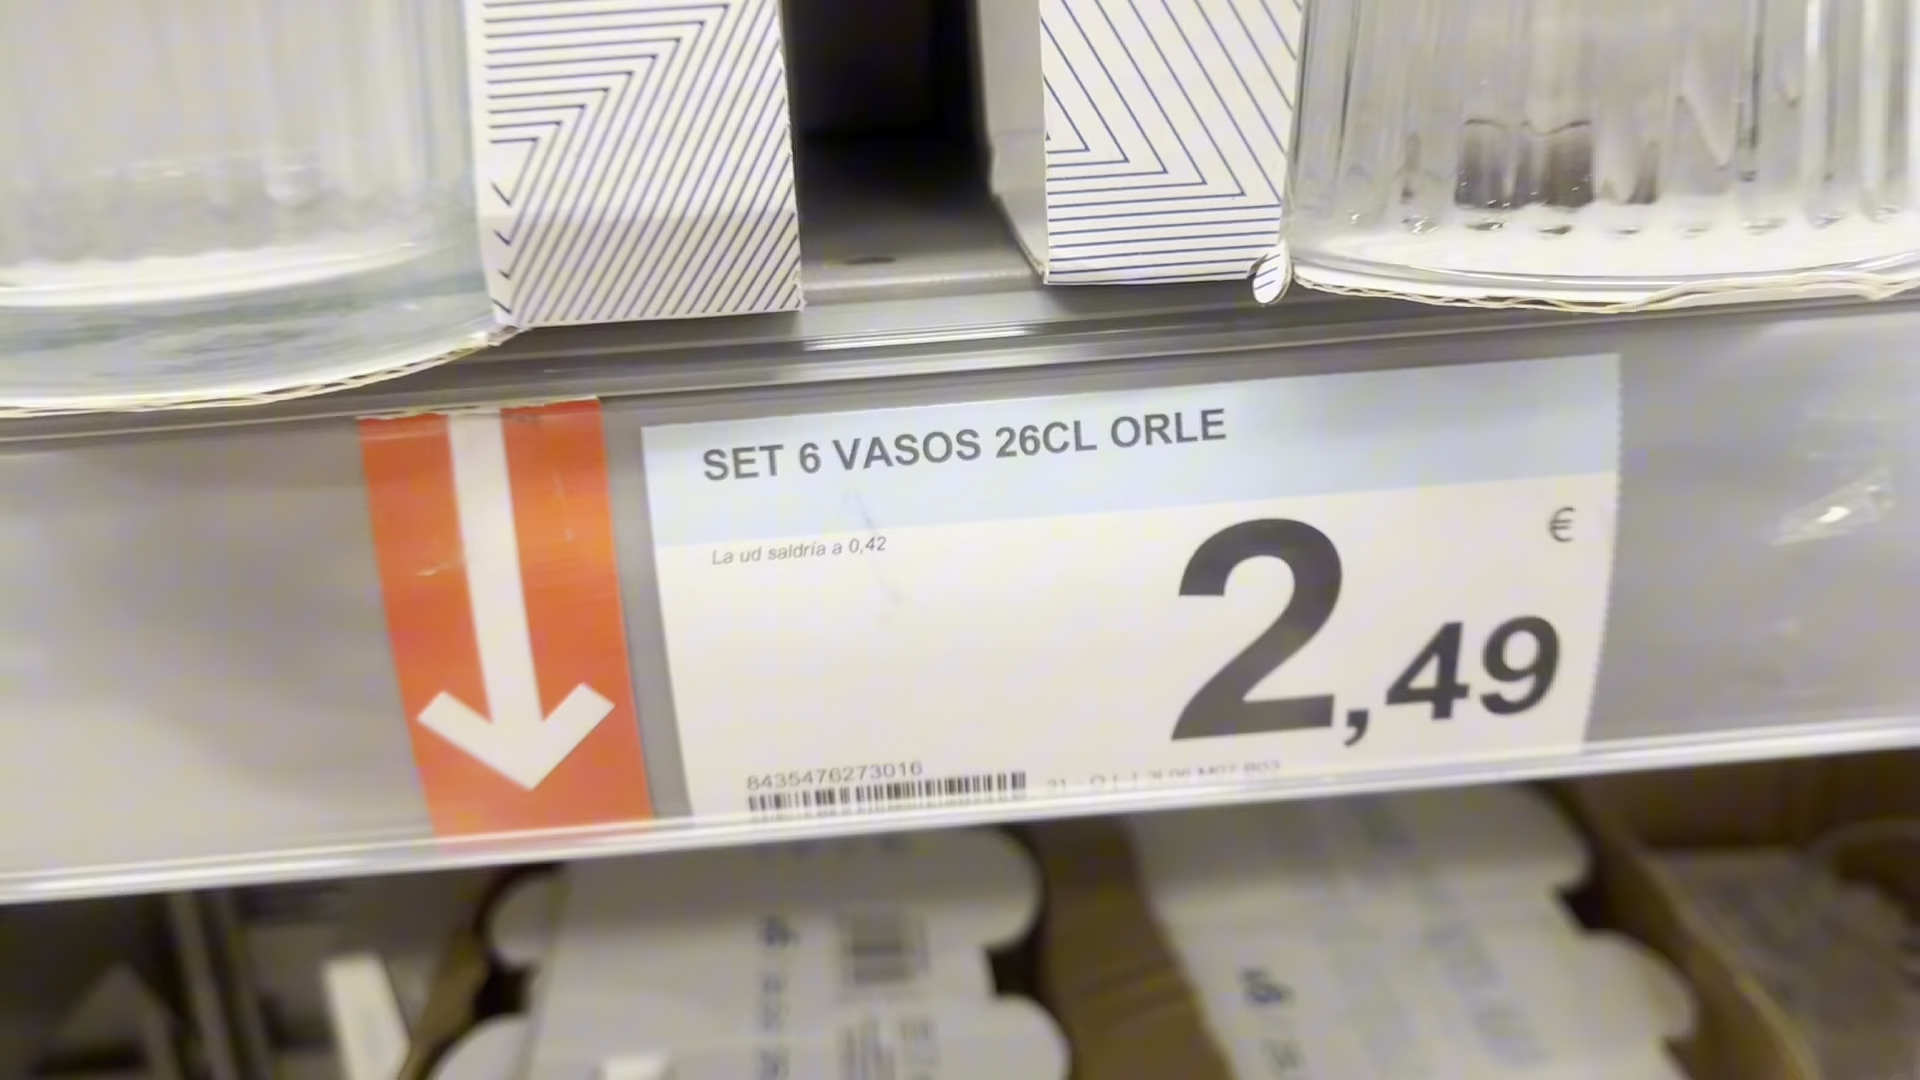 SET 6 VASOS 26CL ORLE
La ud saldría a 0,42
€
2,49
8435476273016